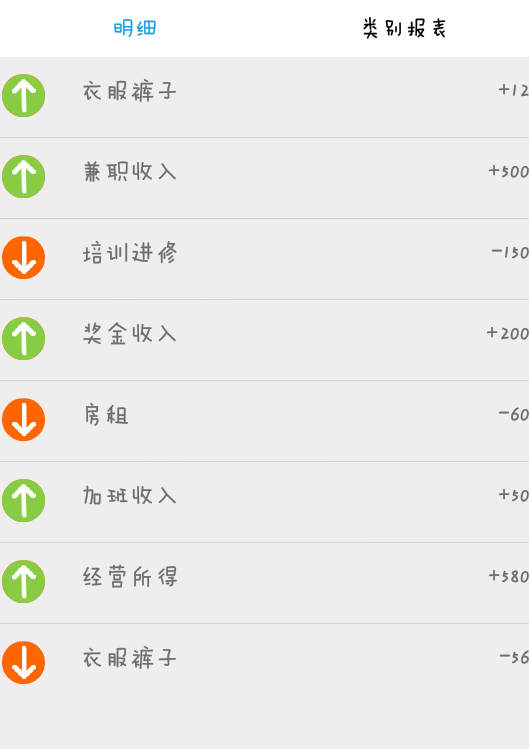 明细 类别报表
衣服裤子 +12
兼职收入 +500
培训进修 -150
奖金收入 +200
房租 -60
加班收入 +50
经营所得 +580
衣服裤子 -56